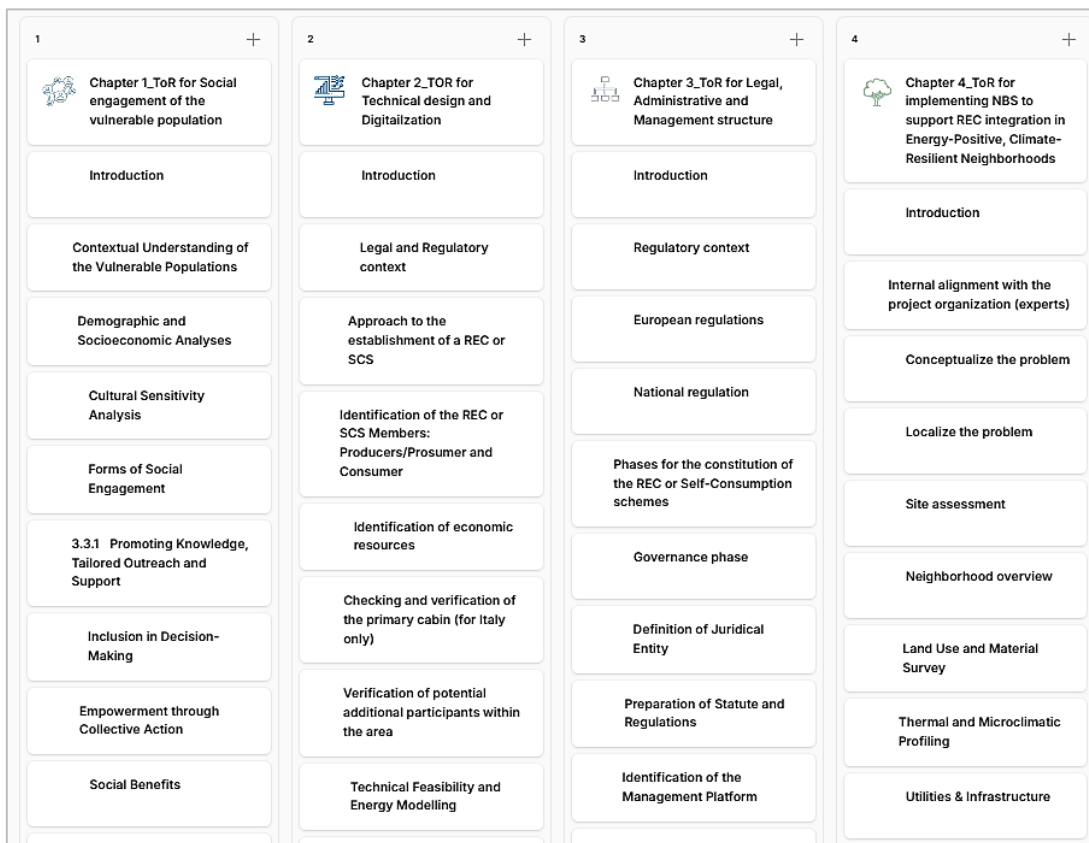 1
Chapter 1_ToR for Social
engagement of the
vulnerable population
Introduction
Contextual Understanding of
the Vulnerable Populations
Demographic and
Socioeconomic Analyses
Cultural Sensitivity
Analysis
Forms of Social
Engagement
3.3.1 Promoting Knowledge,
Tailored Outreach and
Support
Inclusion in Decision-
Making
Empowerment through
Collective Action
Social Benefits
2
Chapter 2_TOR for
Technical design and
Digitailzation
Introduction
Legal and Regulatory
context
Approach to the
establishment of a REC or
SCS
Identification of the REC or
SCS Members:
Producers/Prosumer and
Consumer
Identification of economic
resources
Checking and verification of
the primary cabin (for Italy
only)
Verification of potential
additional participants within
the area
Technical Feasibility and
Energy Modelling
3
Chapter 3_ToR for Legal,
Administrative and
Management structure
Introduction
Regulatory context
European regulations
National regulation
Phases for the constitution of
the REC or Self-Consumption
schemes
Governance phase
Definition of Juridical
Entity
Preparation of Statute and
Regulations
Identification of the
Management Platform
4
Chapter 4_ToR for
implementing NBS to
support REC integration in
Energy-Positive, Climate-
Resilient Neighborhoods
Introduction
Internal alignment with the
project organization (experts)
Conceptualize the problem
Localize the problem
Site assessment
Neighborhood overview
Land Use and Material
Survey
Thermal and Microclimatic
Profiling
Utilities & Infrastructure